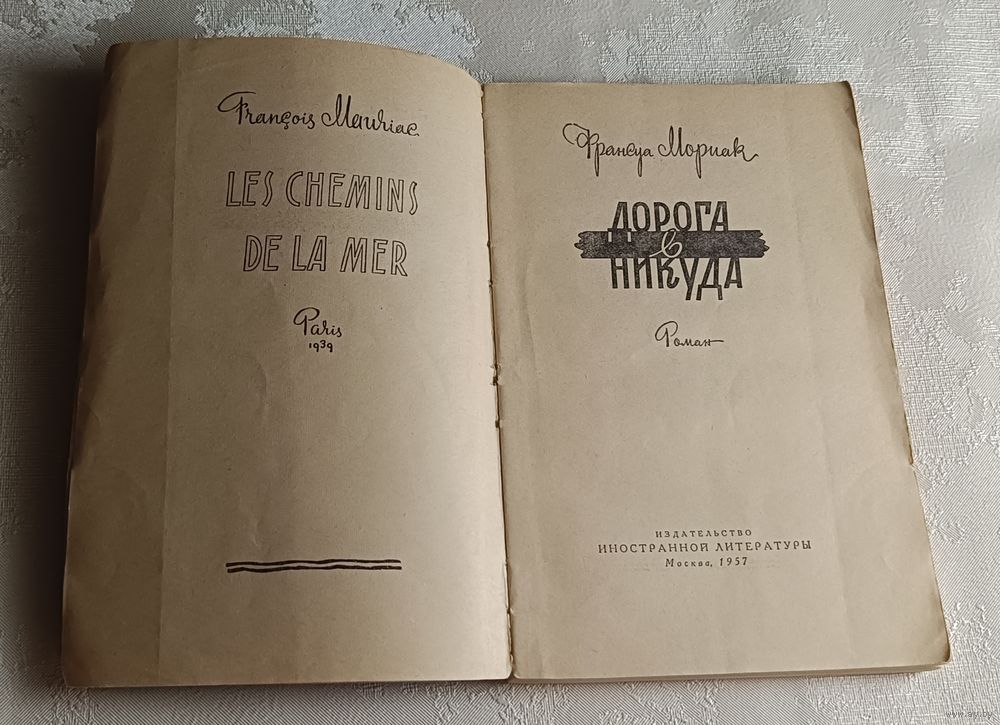 François Mauriac
LES CHEMINS
DE LA MER
Paris
1939
Франсуа Мориак
ДОРОГА
в
НИКУДА
Роман
ИЗДАТЕЛЬСТВО
ИНОСТРАННОЙ ЛИТЕРАТУРЫ
Москва, 1957